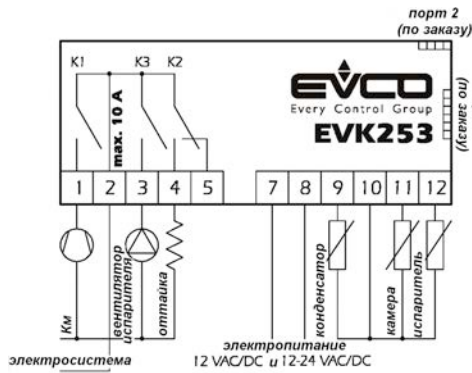 порт 2
(по заказу)
K1 K3 K2
max. 10 A
EVCO
Every Control Group
EVK253
(по заказу)
1 2 3 4 5 7 8 9 10 11 12
Км
вентилятор
испарителя
оттайка
конденсатор
камера
испаритель
электропитание
электросистема
12 VAC/DC и 12-24 VAC/DC